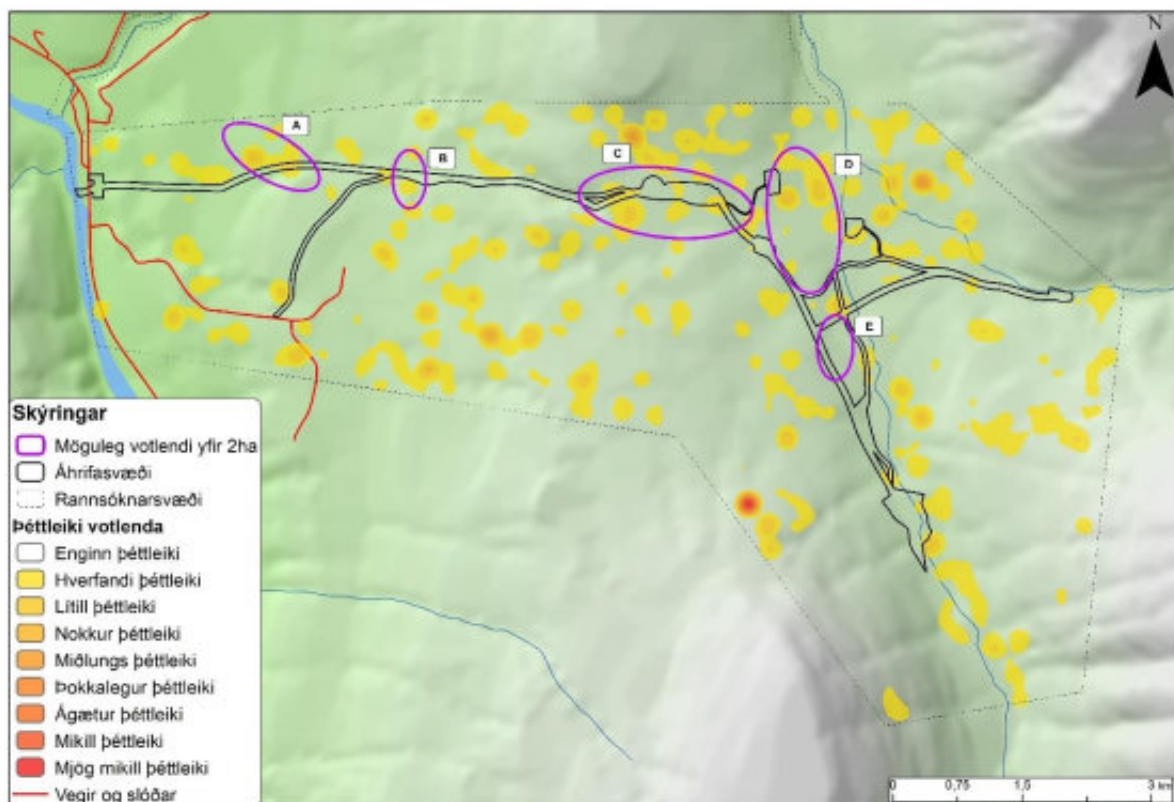 N
A
B
C
D
E
Skýringar
Möguleg votlendi yfir 2ha
Áhrifasvæði
Rannsóknarsvæði
Þéttleiki votlenda
Enginn þéttleiki
Hverfandi þéttleiki
Lítill þéttleiki
Nokkur þéttleiki
Miðlungs þéttleiki
Þokkalegur þéttleiki
Ágætur þéttleiki
Mikill þéttleiki
Mjög mikill þéttleiki
Vegir og slóðar
0 0,75 1,5 3 km